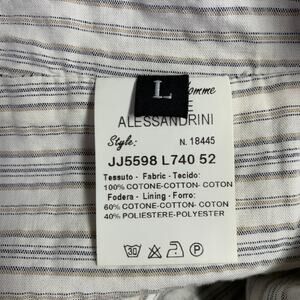 L
omme
ALESSANDRINI
Style:
N. 18445
JJ5598 L740 52
Tessuto - Fabric - Tecido:
100% COTONE-COTTON- COTON
Fodera - Lining - Forro:
60% COTONE-COTTON- COTON
40% POLIESTERE-POLYESTER
30
P